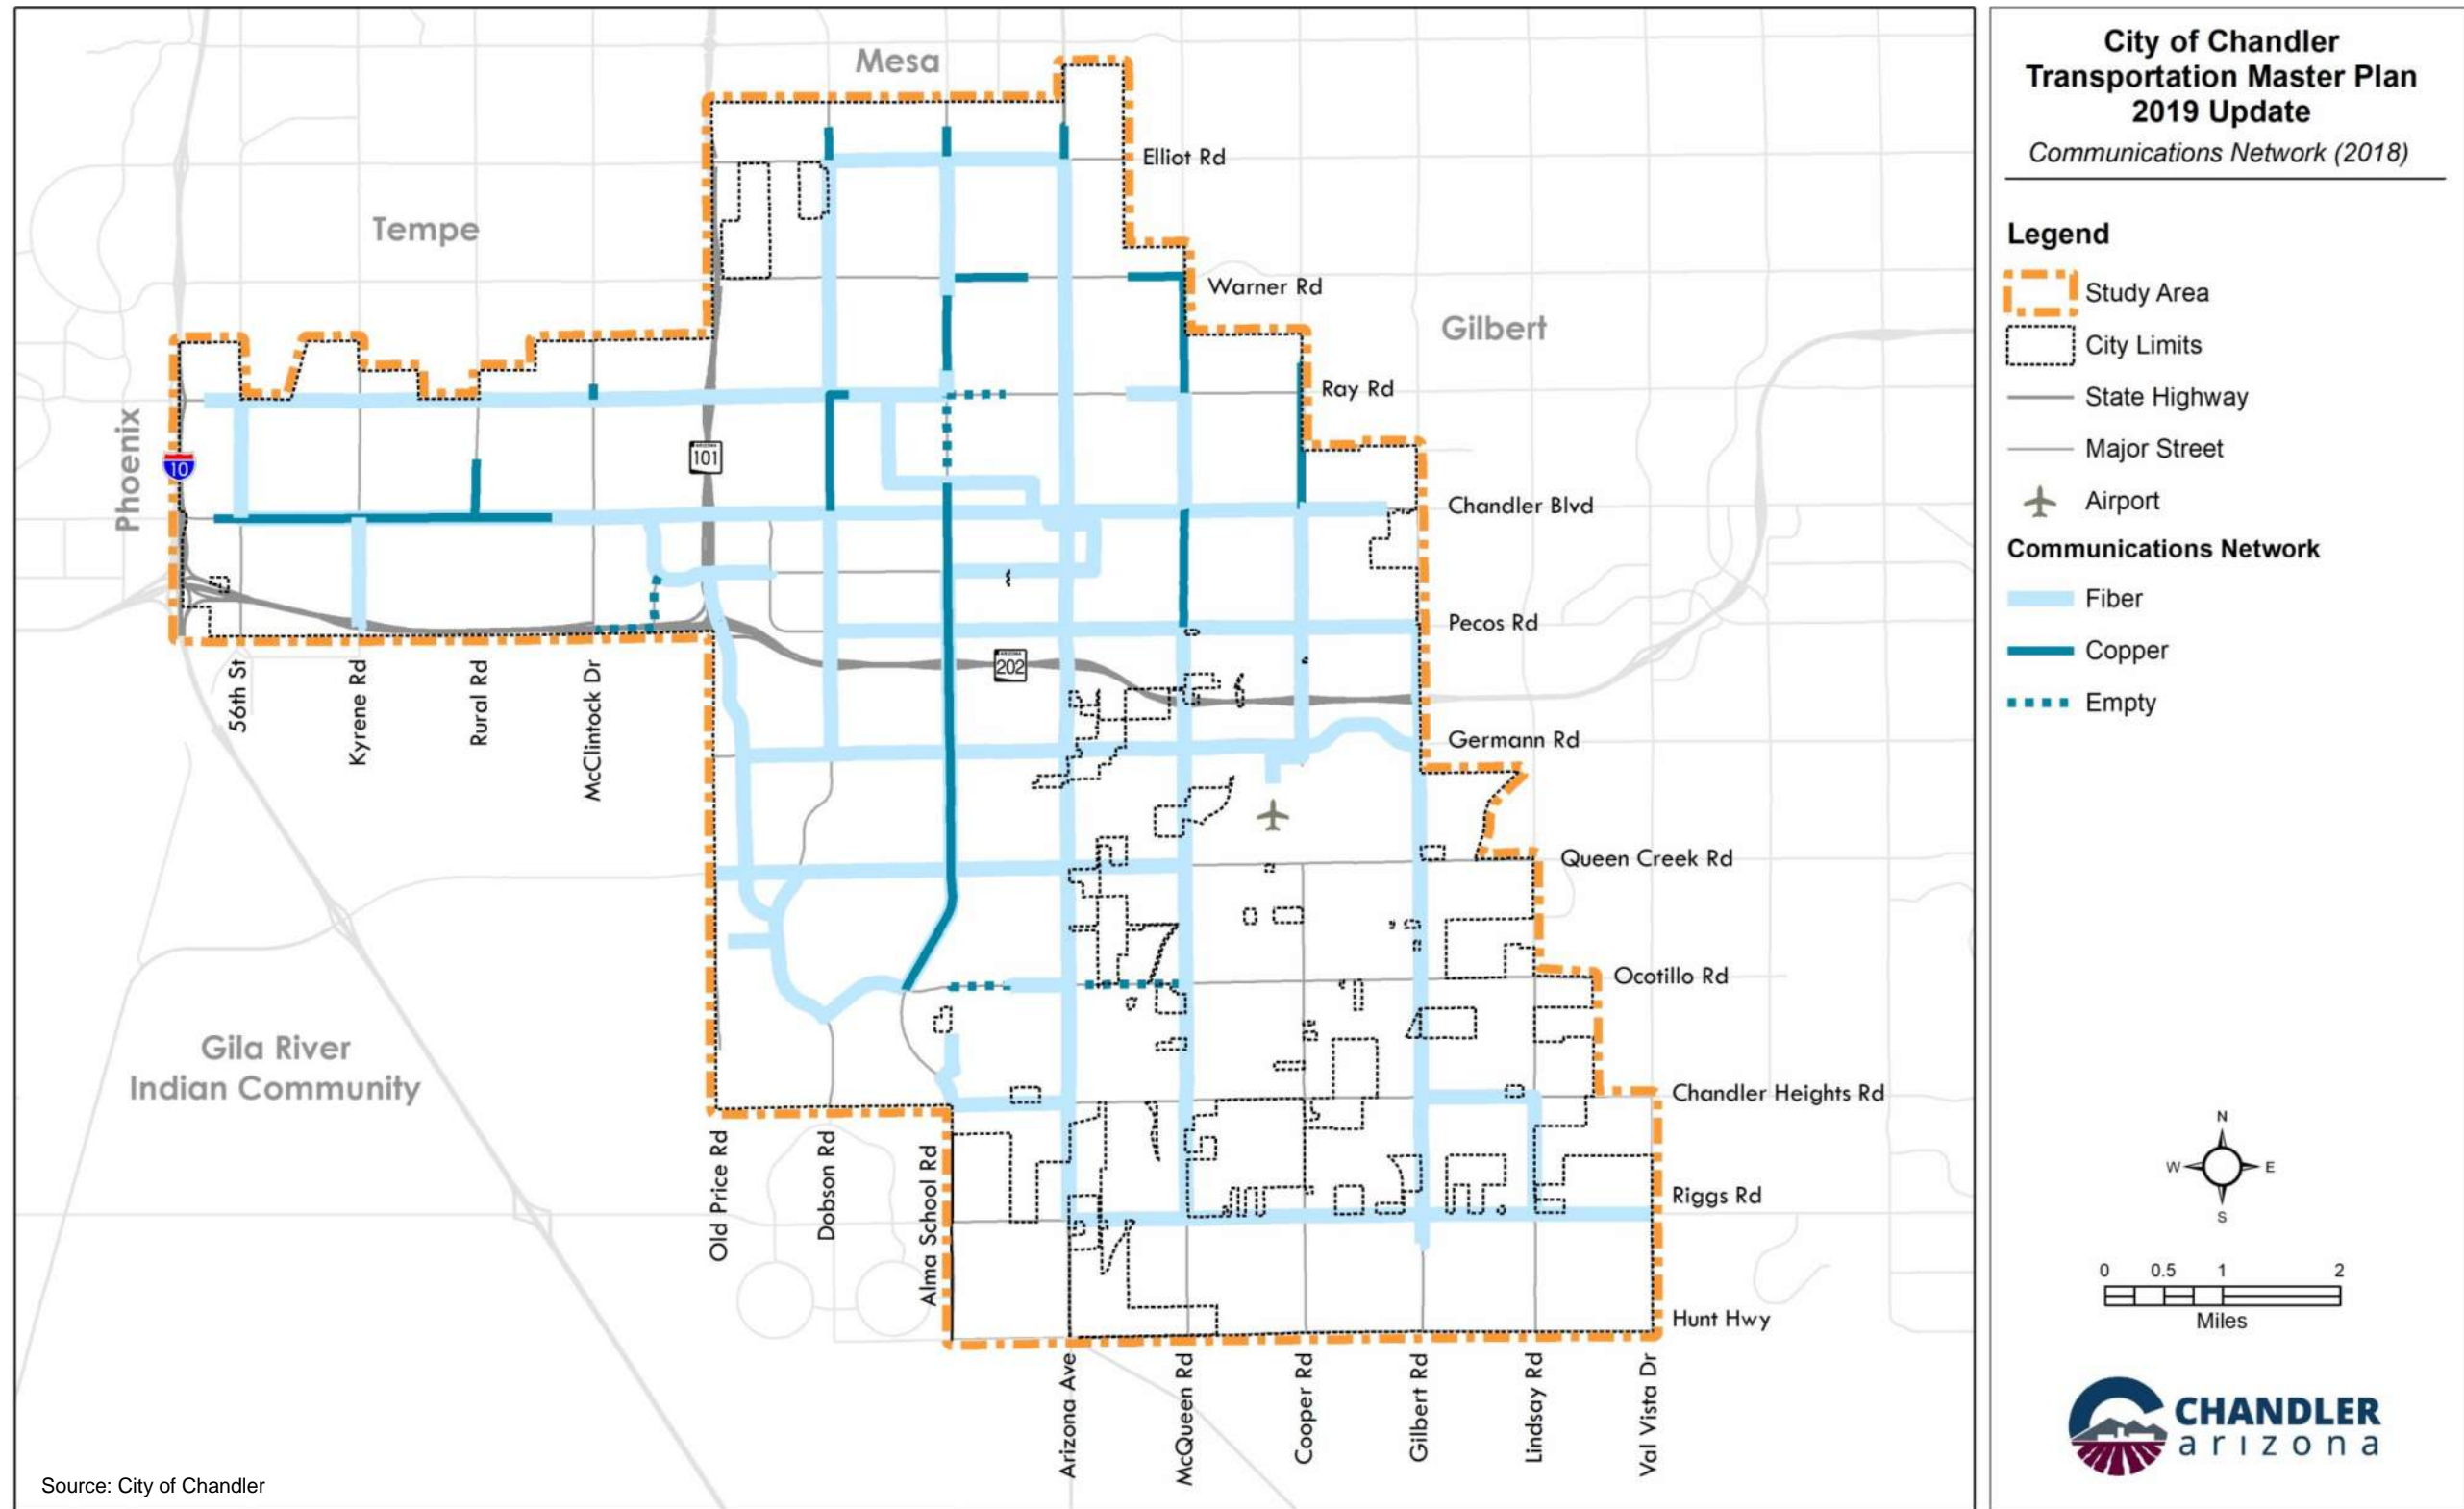 City of Chandler
Transportation Master Plan
2019 Update
Communications Network (2018)
Legend
Study Area
City Limits
State Highway
Major Street
Airport
Communications Network
Fiber
Copper
Empty
Mesa
Tempe
Gilbert
Phoenix
Gila River
Indian Community
10
ARIZONA
101
ARIZONA
202
Elliot Rd
Warner Rd
Ray Rd
Chandler Blvd
Pecos Rd
Germann Rd
Queen Creek Rd
Ocotillo Rd
Chandler Heights Rd
Riggs Rd
Hunt Hwy
56th St
Kyrene Rd
Rural Rd
McClintock Dr
Old Price Rd
Dobson Rd
Alma School Rd
Arizona Ave
McQueen Rd
Cooper Rd
Gilbert Rd
Lindsay Rd
Val Vista Dr
N
W E
S
0 0.5 1 2
Miles
CHANDLER
arizona
Source: City of Chandler